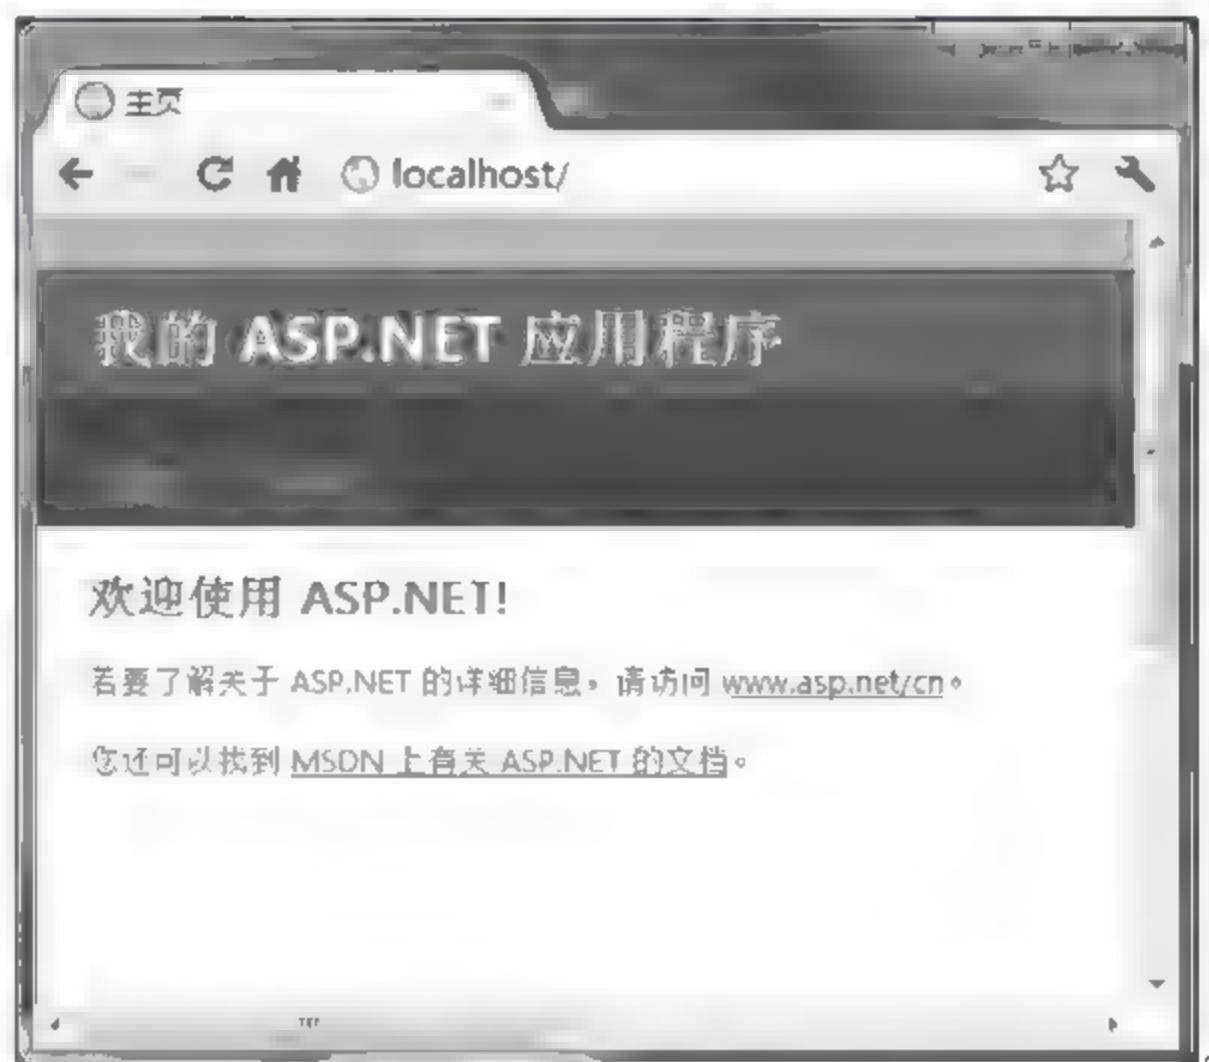 主页
localhost/
我的 ASP.NET 应用程序
欢迎使用 ASP.NET!
若要了解关于 ASP.NET 的详细信息，请访问 www.asp.net/cn。
您还可以找到 MSDN 上有关 ASP.NET 的文档。